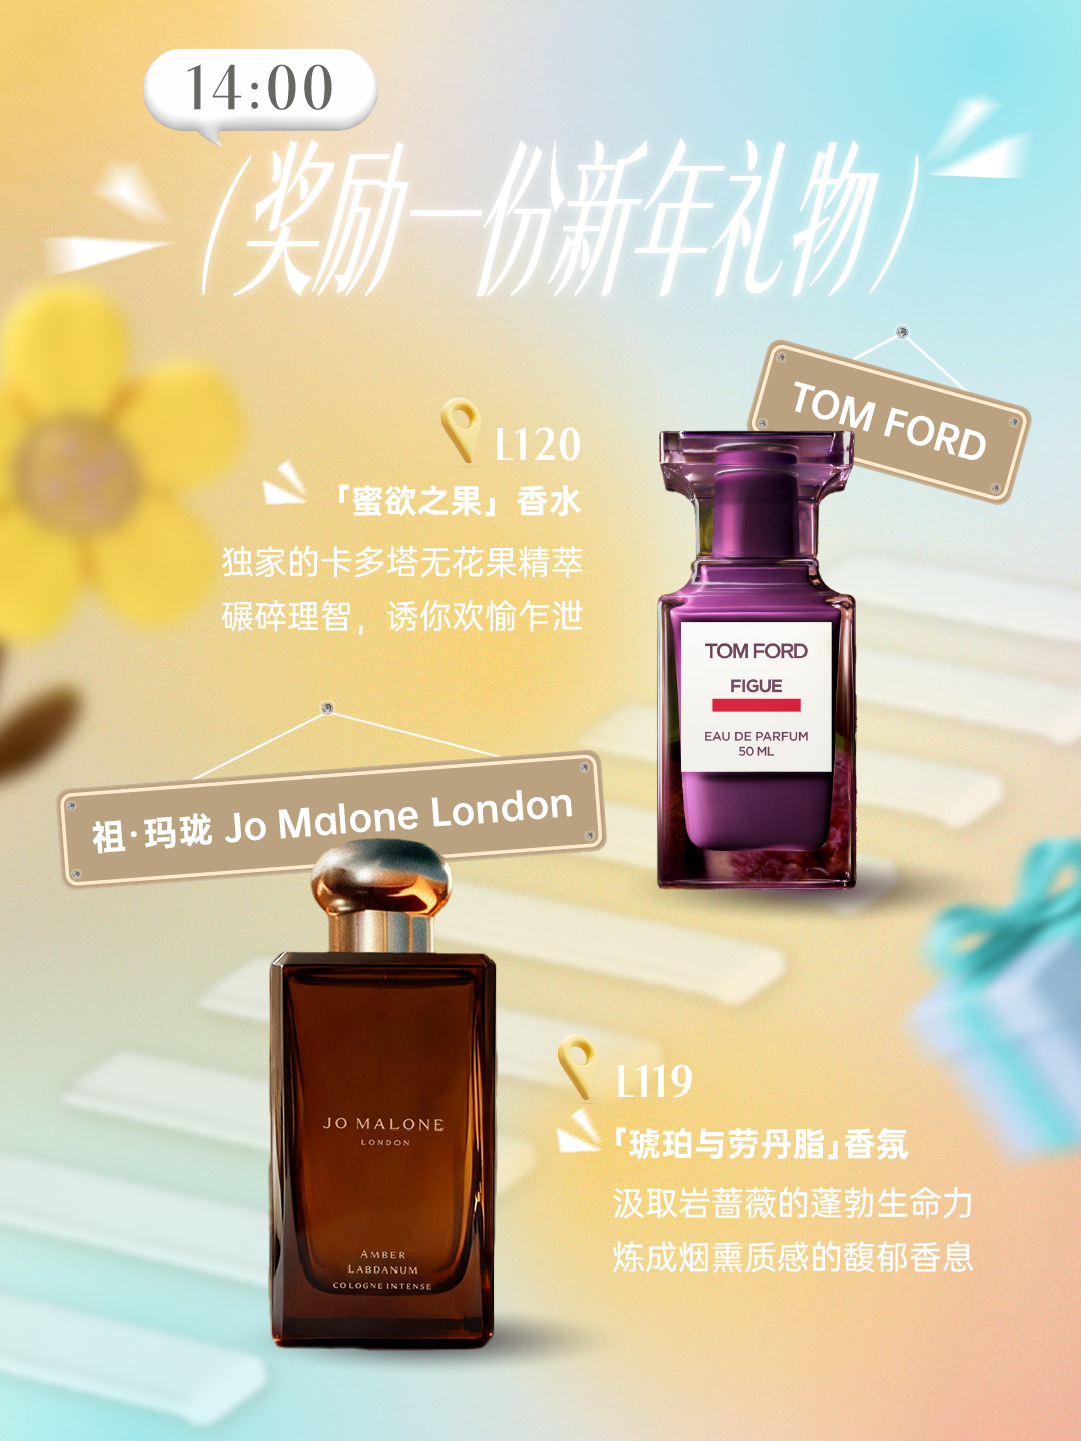 14:00
（奖励一份新年礼物）
TOM FORD
L120
「蜜欲之果」香水
独家的卡多塔无花果精萃
碾碎理智，诱你欢愉乍泄
TOM FORD
FIGUE
EAU DE PARFUM
50 ML
祖·玛珑 Jo Malone London
JO MALONE
LONDON
AMBER
LABDANUM
COLOGNE INTENSE
L119
「琥珀与劳丹脂」香氛
汲取岩蔷薇的蓬勃生命力
炼成烟熏质感的馥郁香息